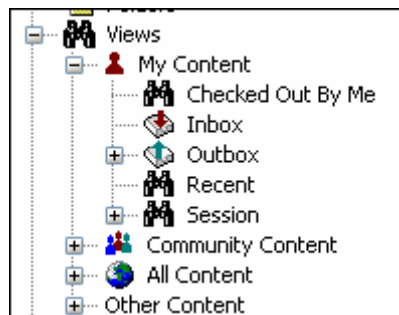 Views
My Content
Checked Out By Me
Inbox
Outbox
Recent
Session
Community Content
All Content
Other Content